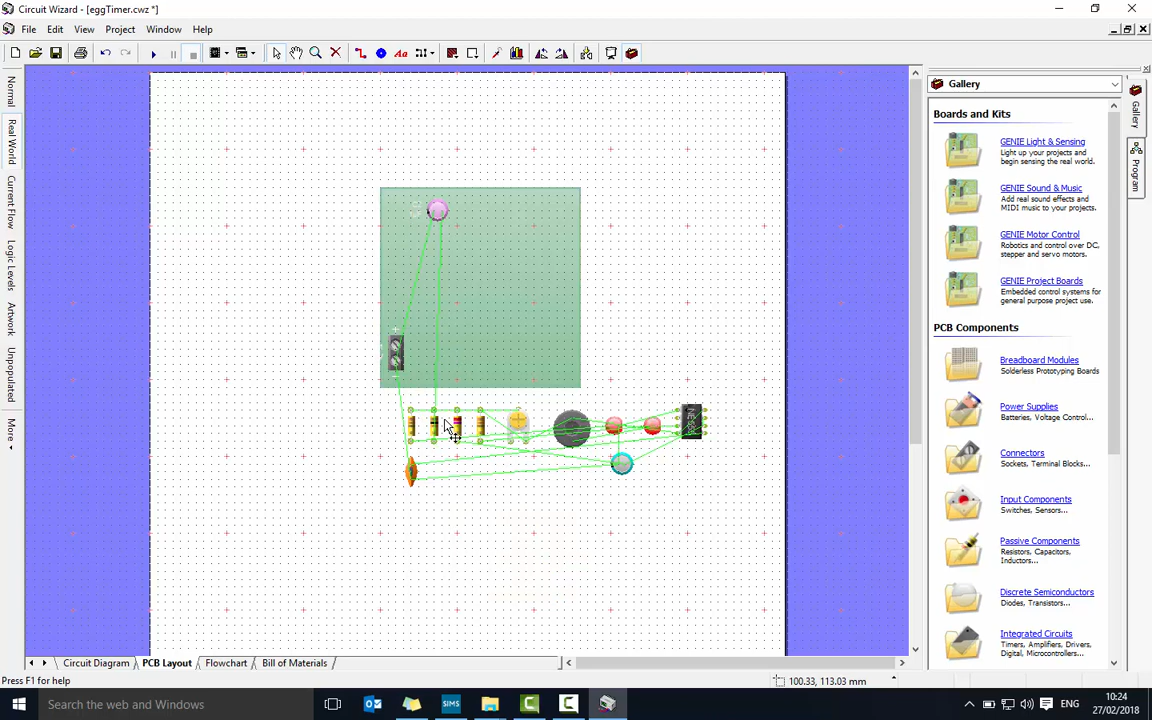 Circuit Wizard - [eggTimer.cwz *]
File Edit View Project Window Help
Aa
Normal
Real World
Current Flow
Logic Levels
Artwork
Unpopulated
More
Gallery
Boards and Kits
GENIE Light & Sensing
Light up your projects and
begin sensing the real world.
GENIE Sound & Music
Add real sound effects and
MIDI music to your projects.
GENIE Motor Control
Robotics and control over DC,
stepper and servo motors.
GENIE Project Boards
Embedded control systems for
general purpose project use.
PCB Components
Breadboard Modules
Solderless Prototyping Boards
Power Supplies
Batteries, Voltage Control...
Connectors
Sockets, Terminal Blocks...
Input Components
Switches, Sensors...
Passive Components
Resistors, Capacitors,
Inductors...
Discrete Semiconductors
Diodes, Transistors...
Integrated Circuits
Timers, Amplifiers, Drivers,
Digital, Microcontrollers...
Gallery
Program
Circuit Diagram PCB Layout Flowchart Bill of Materials
Press F1 for help
100.33, 113.03 mm
Search the web and Windows
SIMS
ENG
10:24
27/02/2018